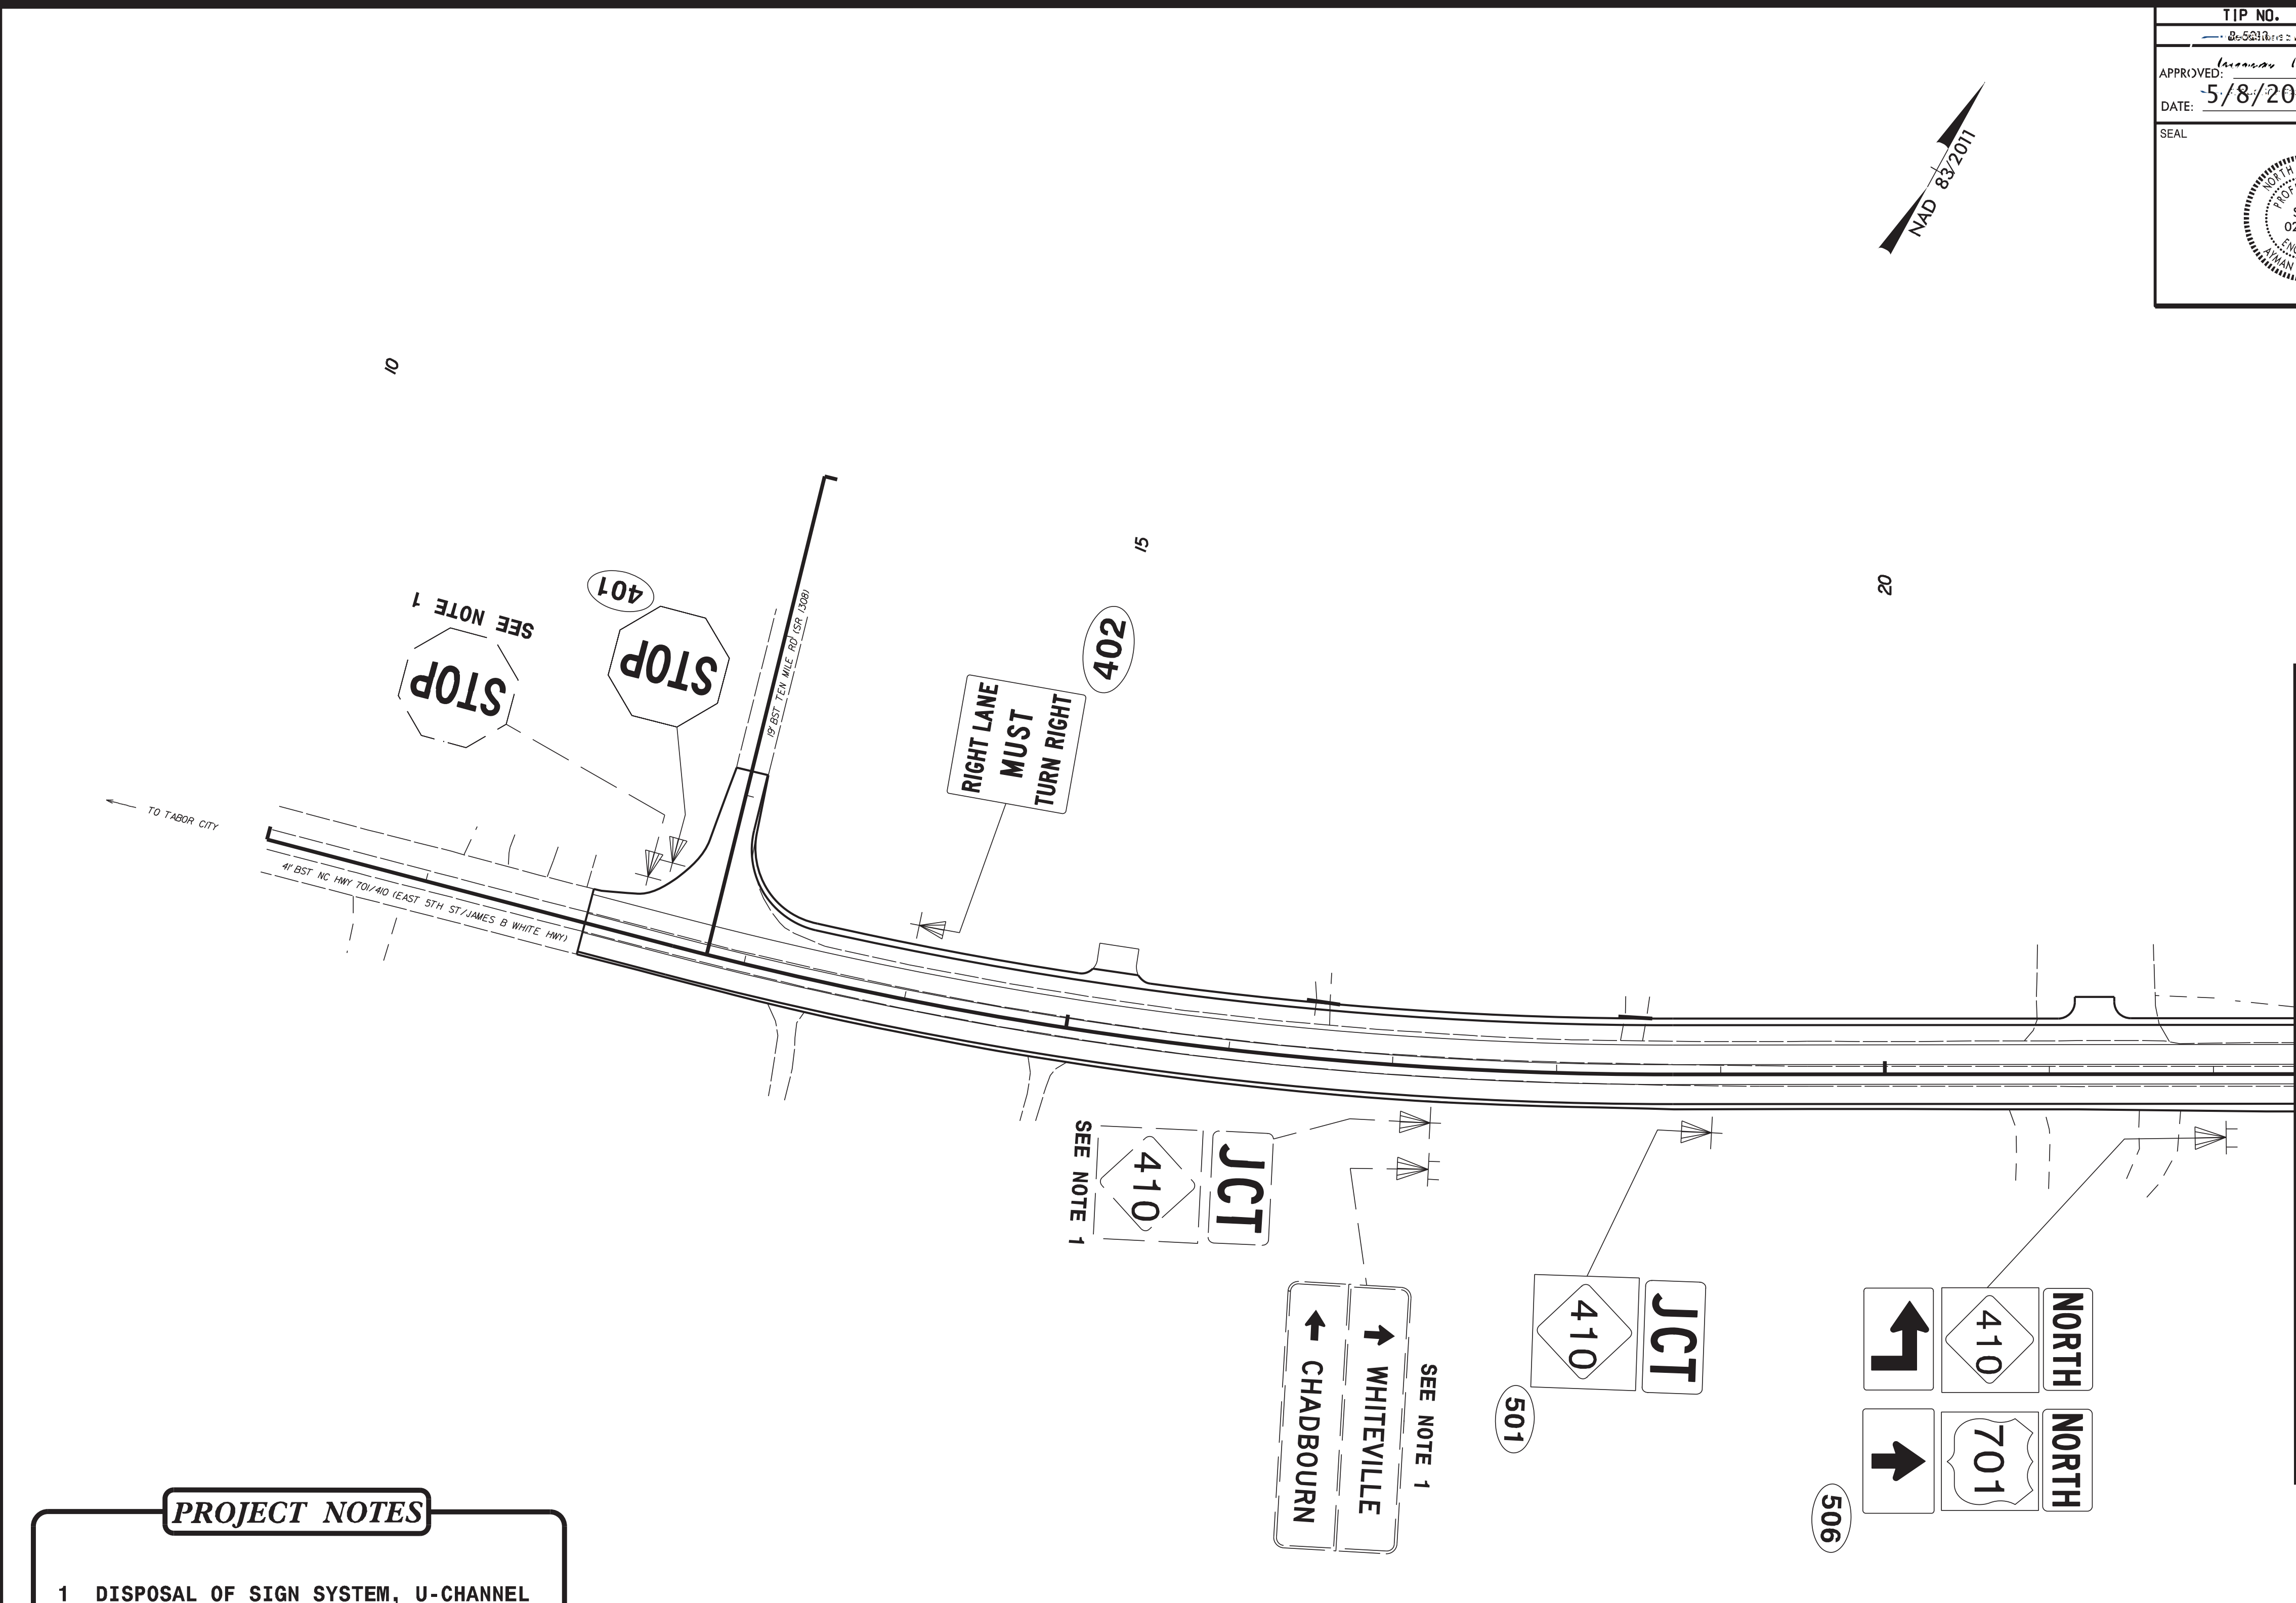 TIP NO.
APPROVED:
DATE: 5/8/20
SEAL
NORTH
PROF
AYMAN
NAD 83/2011
10
15
20
SEE NOTE 1
STOP
401
STOP
19' BST TEN MILE RD (SR 1308)
402
RIGHT LANE
MUST
TURN RIGHT
TO TABOR CITY
41' BST NC HWY 701/410 (EAST 5TH ST/JAMES B WHITE HWY)
JCT
410
SEE NOTE 1
SEE NOTE 1
WHITEVILLE
CHADBOURN
JCT
410
501
NORTH
410
NORTH
701
506
PROJECT NOTES
1 DISPOSAL OF SIGN SYSTEM, U-CHANNEL